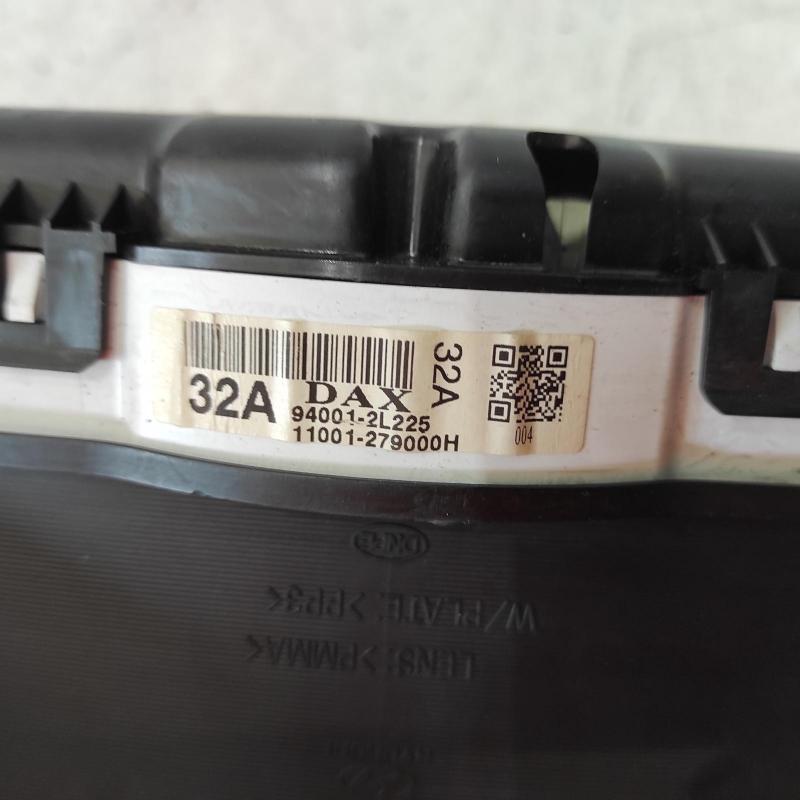 32A
DAX
32A
94001-2L225
11001-279000H
004
W/PLATE: >PP3<
LENS: >PMMA<